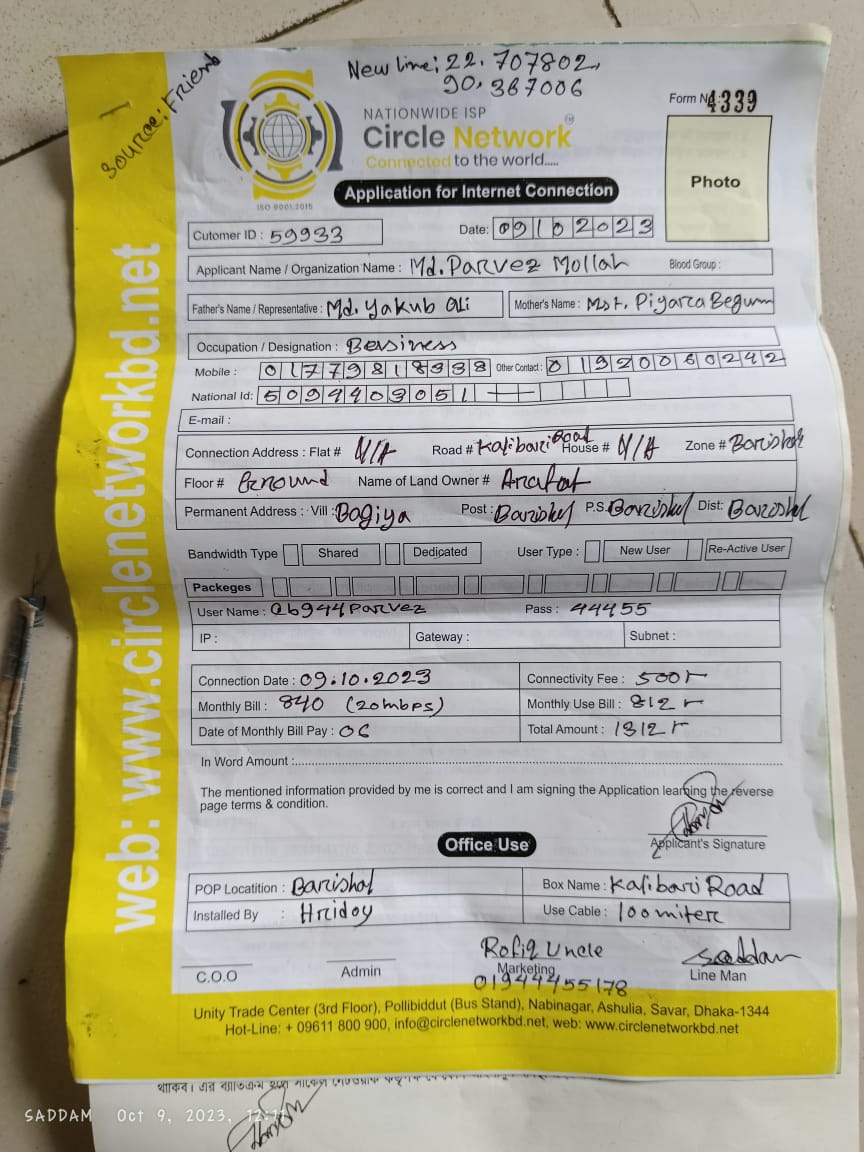 New line; 22.707802,
90.367006
Source: Friend
NATIONWIDE ISP
Circle Network
TM
Connected to the world.....
ISO 9001:2015
Form No 4339
Photo
Application for Internet Connection
Cutomer ID : 59933
Date: 09102023
Applicant Name / Organization Name : Md. Parvez Mollah Blood Group :
Father's Name / Representative : Md. Yakub Ali Mother's Name : Mst. Piyara Begum
Occupation / Designation : Bessiness
Mobile : 01779818338 Other Contact : 01920060242
National Id: 5099403051
E-mail :
Connection Address : Flat # N/A Road # Kalibari Road House # N/A Zone # Barishal
Floor # Ground Name of Land Owner # Arafat
Permanent Address : Vill : Bagiya Post : Barishal P.S. Barishal Dist: Barishal
Bandwidth Type Shared Dedicated User Type : New User Re-Active User
Packeges
User Name : Pass : 44455
IP : Gateway : Subnet :
Connection Date : 09.10.2023 Connectivity Fee : 500/-
Monthly Bill : 840 (20mbps) Monthly Use Bill : 812/-
Date of Monthly Bill Pay : 06 Total Amount : 1312/-
In Word Amount :
The mentioned information provided by me is correct and I am signing the Application learning the reverse
page terms & condition.
Applicant's Signature
Office Use
POP Locatition : Barishal Box Name : Kalibari Road
Installed By : Hridoy Use Cable : 100 miter
Rofiq Uncle Saddam
C.O.O Admin Marketing Line Man
01944455178
Unity Trade Center (3rd Floor), Pollibiddut (Bus Stand), Nabinagar, Ashulia, Savar, Dhaka-1344
Hot-Line: + 09611 800 900, info@circlenetworkbd.net, web: www.circlenetworkbd.net
web: www.circlenetworkbd.net
SADDAM Oct 9, 2023, 12:11